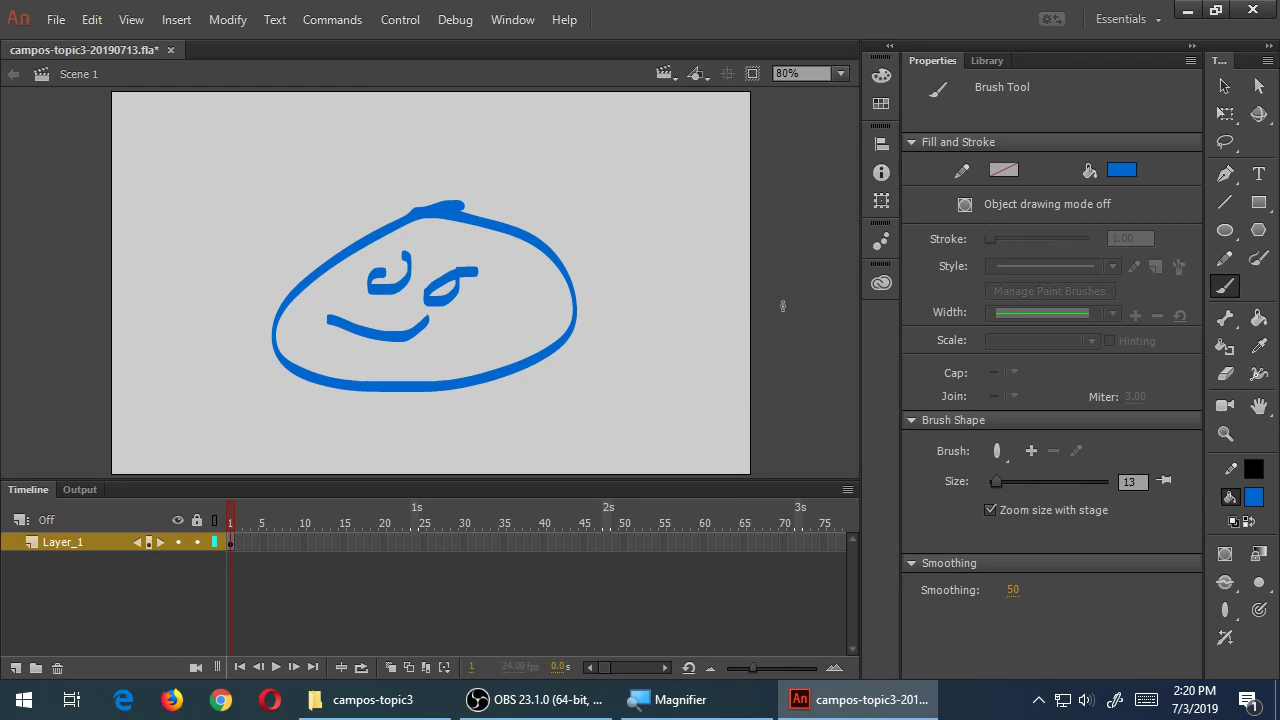 An File Edit View Insert Modify Text Commands Control Debug Window Help Essentials
campos-topic3-20190713.fla* ×
Scene 1 80%
Properties Library T...
Brush Tool
Fill and Stroke
Object drawing mode off
Stroke: 1.00
Style:
Manage Paint Brushes
Width:
Scale: Hinting
Cap:
Join: Miter: 3.00
Brush Shape
Brush:
Size: 13
Zoom size with stage
Smoothing
Smoothing: 50
Timeline Output
1s 2s 3s
Off 1 5 10 15 20 25 30 35 40 45 50 55 60 65 70 75
Layer_1
1 24.00 fps 0.0 s
campos-topic3 OBS 23.1.0 (64-bit, ... Magnifier An campos-topic3-201...
2:20 PM
7/3/2019
1